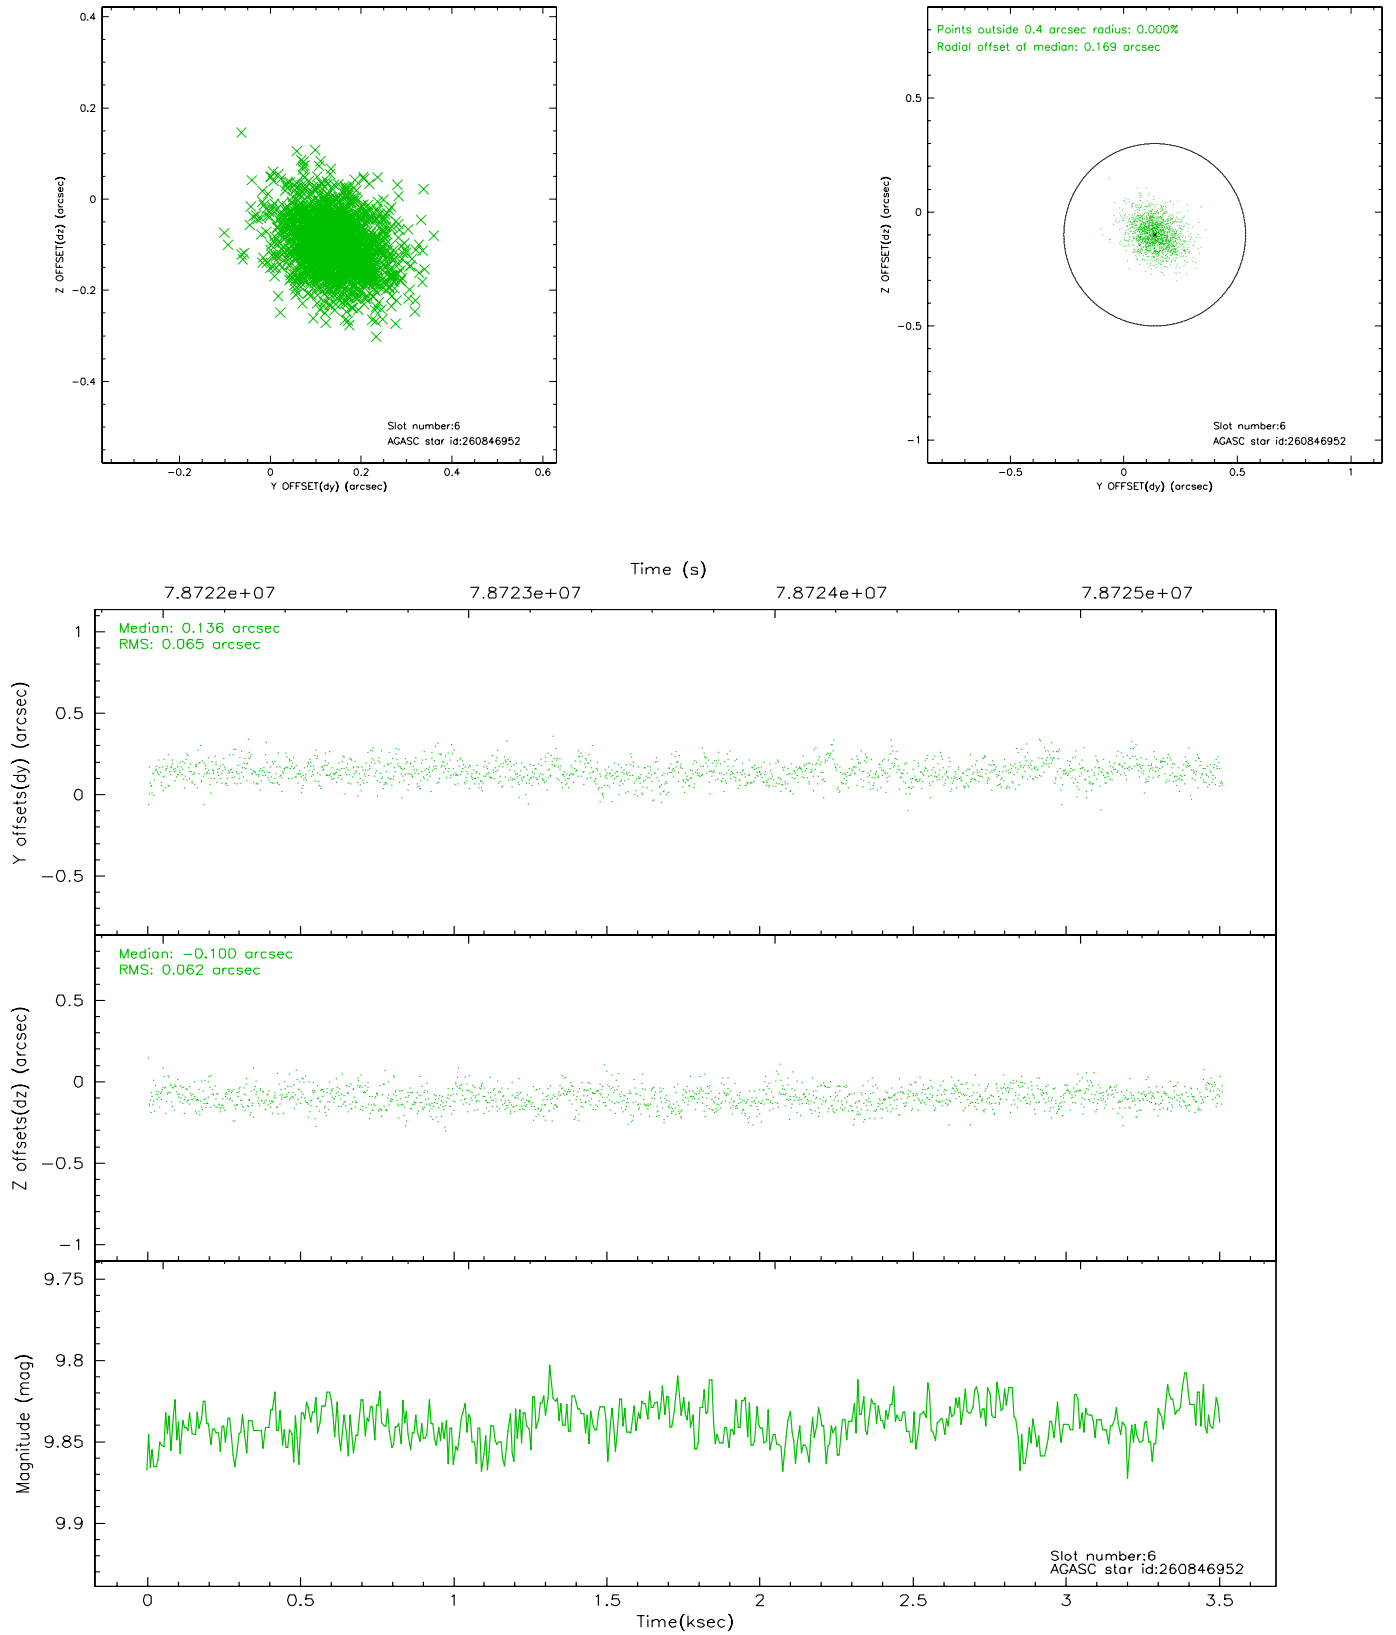 0.4
0.2
0
−0.2
−0.4
Z OFFSET(dz) (arcsec)
Slot number:6
AGASC star id:260846952
−0.2 0 0.2 0.4 0.6
Y OFFSET(dy) (arcsec)
Points outside 0.4 arcsec radius: 0.000%
Radial offset of median: 0.169 arcsec
0.5
0
−0.5
−1
Z OFFSET(dz) (arcsec)
Slot number:6
AGASC star id:260846952
−0.5 0 0.5 1
Y OFFSET(dy) (arcsec)
Time (s)
7.8722e+07 7.8723e+07 7.8724e+07 7.8725e+07
Median: 0.136 arcsec
RMS: 0.065 arcsec
1
0.5
0
−0.5
Y offsets(dy) (arcsec)
Median: −0.100 arcsec
RMS: 0.062 arcsec
0.5
0
−0.5
−1
Z offsets(dz) (arcsec)
9.75
9.8
9.85
9.9
Magnitude (mag)
Slot number:6
AGASC star id:260846952
0 0.5 1 1.5 2 2.5 3 3.5
Time(ksec)